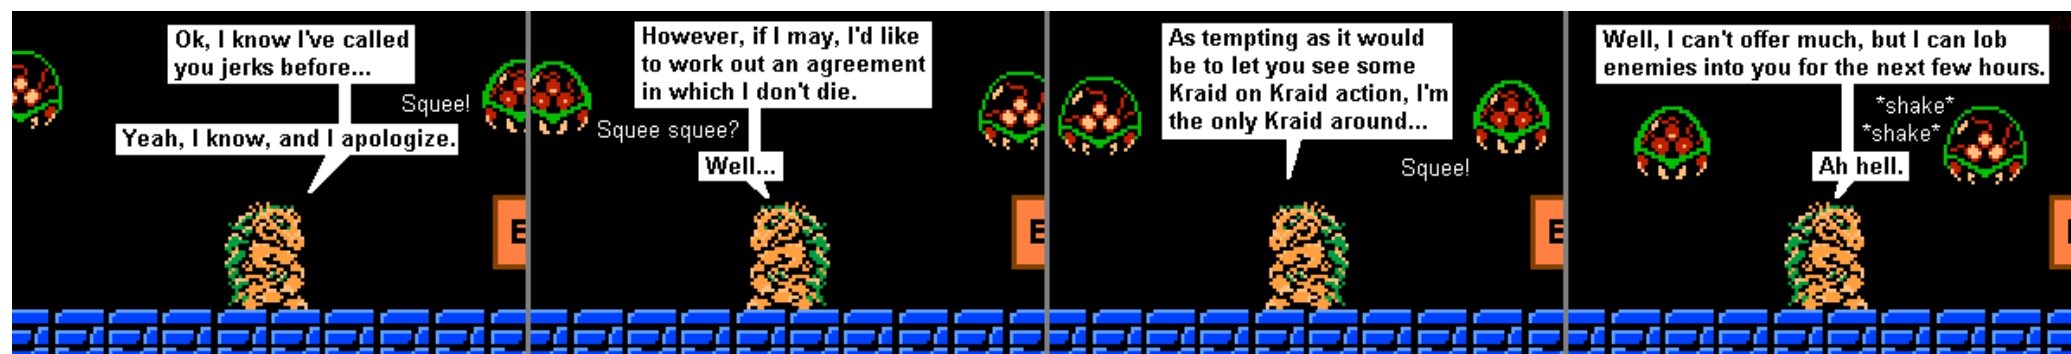 Ok, I know I've called
you jerks before...
Squee!
Yeah, I know, and I apologize.
E
However, if I may, I'd like
to work out an agreement
in which I don't die.
Squee squee?
Well...
E
As tempting as it would
be to let you see some
Kraid on Kraid action, I'm
the only Kraid around...
Squee!
E
Well, I can't offer much, but I can lob
enemies into you for the next few hours.
*shake*
*shake*
Ah hell.